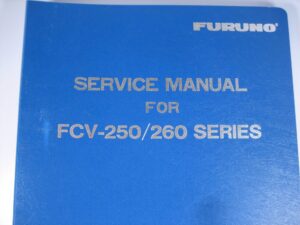 FURUNO
SERVICE MANUAL
FOR
FCV-250/260 SERIES